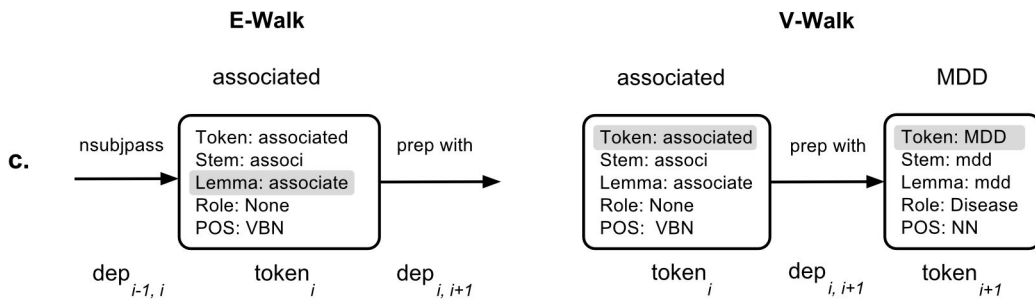 E-Walk
V-Walk
associated
associated
MDD
c.
nsubjpass
Token: associated
Stem: associ
Lemma: associate
Role: None
POS: VBN
prep with
Token: associated
Stem: associ
Lemma: associate
Role: None
POS: VBN
prep with
Token: MDD
Stem: mdd
Lemma: mdd
Role: Disease
POS: NN
dep i-1, i
token i
dep i, i+1
token i
dep i, i+1
token i+1